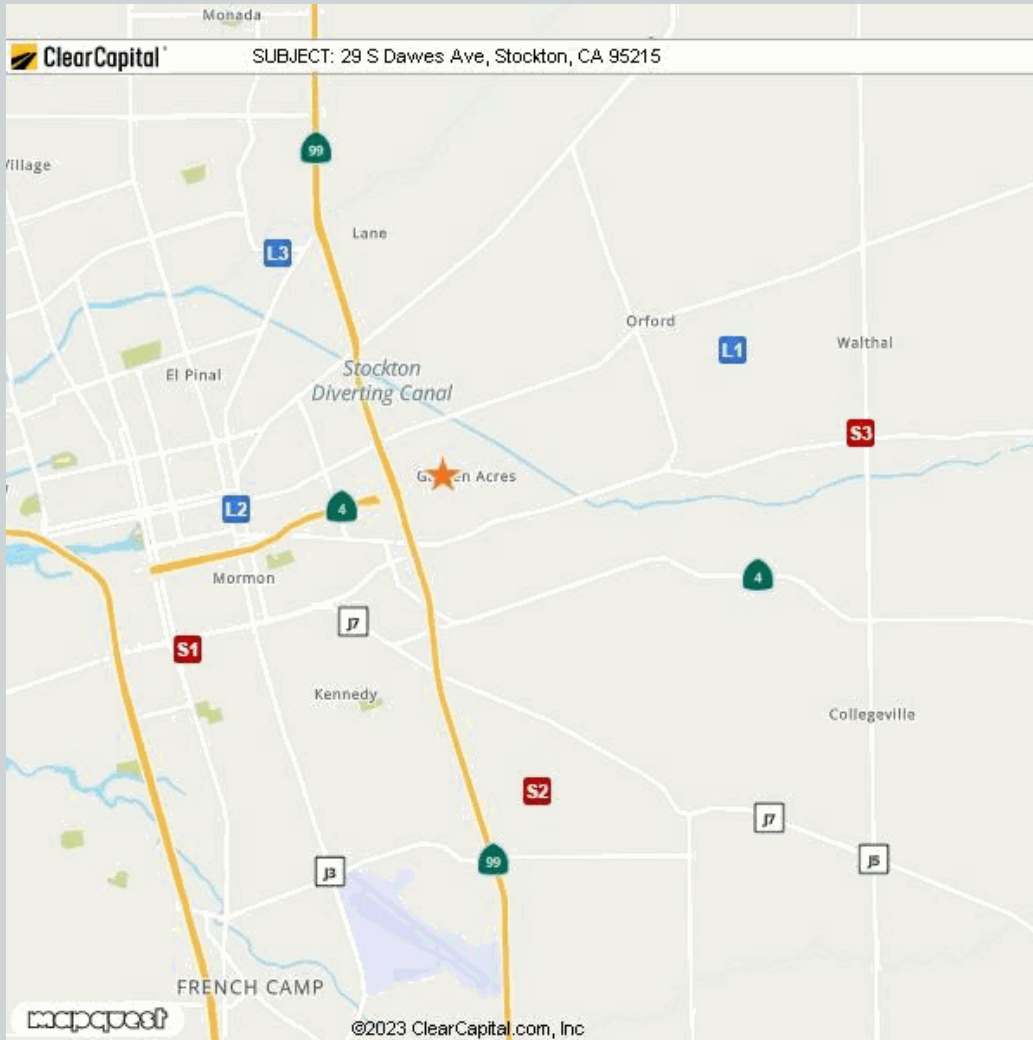 Monada
ClearCapital
SUBJECT: 29 S Dawes Ave, Stockton, CA 95215
99
Village
Lane
L3
Orford
L1
Walthal
Stockton
Diverting Canal
El Pinal
S3
Acres
4
L2
Mormon
4
J7
S1
Kennedy
Collegeville
S2
J7
99
J5
J3
FRENCH CAMP
mapquest
©2023 ClearCapital.com, Inc